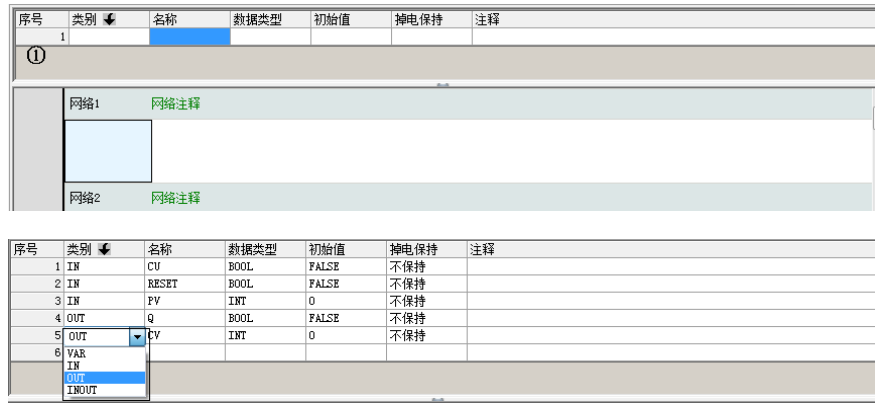 序号 类别 名称 数据类型 初始值 掉电保持 注释
1
①
网络1 网络注释
网络2 网络注释
序号 类别 名称 数据类型 初始值 掉电保持 注释
1 IN CU BOOL FALSE 不保持
2 IN RESET BOOL FALSE 不保持
3 IN PV INT 0 不保持
4 OUT Q BOOL FALSE 不保持
5 OUT CV INT 0 不保持
6 VAR
IN
OUT
INOUT